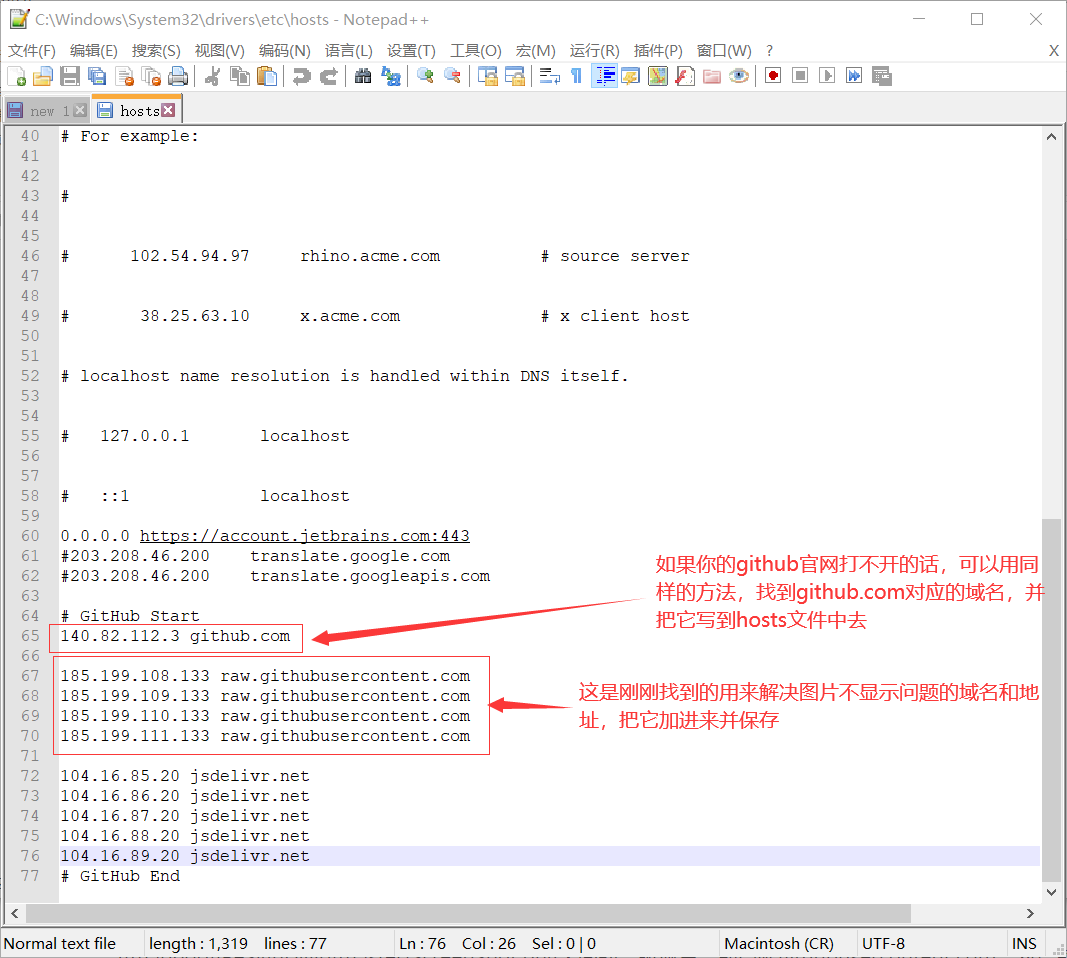 C:\Windows\System32\drivers\etc\hosts - Notepad++
文件(F) 编辑(E) 搜索(S) 视图(V) 编码(N) 语言(L) 设置(T) 工具(O) 宏(M) 运行(R) 插件(P) 窗口(W) ? X
new 1 hosts
40 # For example:
41
42
43 #
44
45
46 # 102.54.94.97 rhino.acme.com # source server
47
48
49 # 38.25.63.10 x.acme.com # x client host
50
51
52 # localhost name resolution is handled within DNS itself.
53
54
55 # 127.0.0.1 localhost
56
57
58 # ::1 localhost
59
60 0.0.0.0 https://account.jetbrains.com:443
61 #203.208.46.200 translate.google.com
62 #203.208.46.200 translate.googleapis.com
63
64 # GitHub Start
65 140.82.112.3 github.com
66
67 185.199.108.133 raw.githubusercontent.com
68 185.199.109.133 raw.githubusercontent.com
69 185.199.110.133 raw.githubusercontent.com
70 185.199.111.133 raw.githubusercontent.com
71
72 104.16.85.20 jsdelivr.net
73 104.16.86.20 jsdelivr.net
74 104.16.87.20 jsdelivr.net
75 104.16.88.20 jsdelivr.net
76 104.16.89.20 jsdelivr.net
77 # GitHub End
如果你的github官网打不开的话，可以用同
样的方法，找到github.com对应的域名，并
把它写到hosts文件中去
这是刚刚找到的用来解决图片不显示问题的域名和地
址，把它加进来并保存
Normal text file length : 1,319 lines : 77 Ln : 76 Col : 26 Sel : 0 | 0 Macintosh (CR) UTF-8 INS